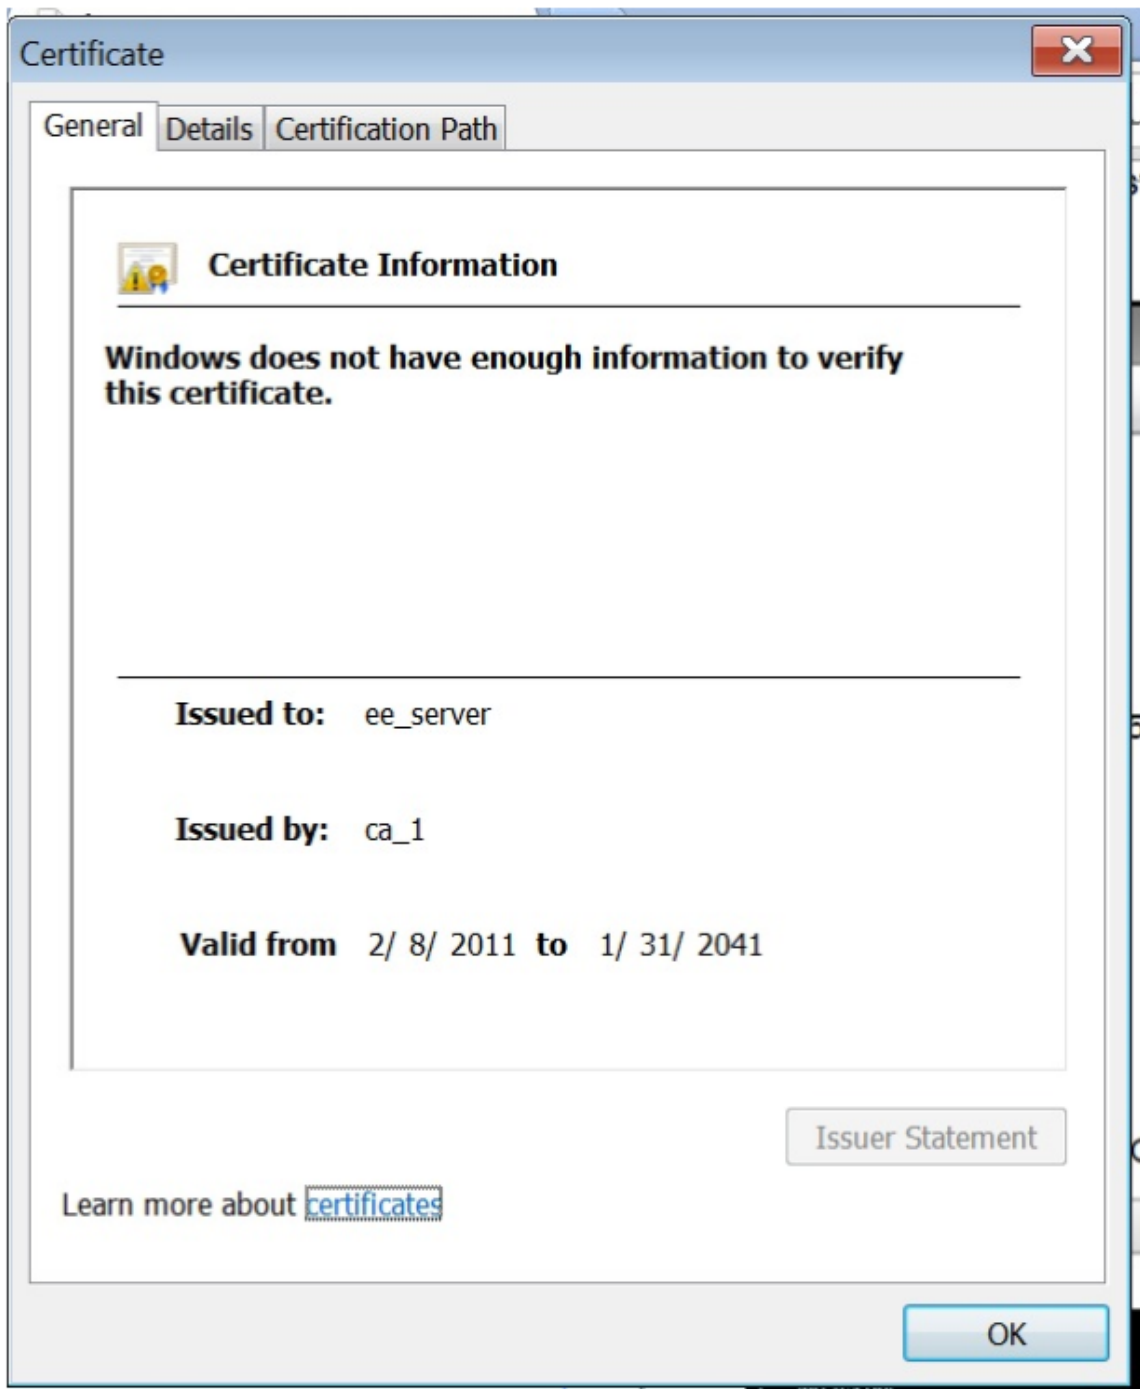 Certificate
General Details Certification Path
Certificate Information
Windows does not have enough information to verify
this certificate.
Issued to: ee_server
Issued by: ca_1
Valid from 2/ 8/ 2011 to 1/ 31/ 2041
Issuer Statement
Learn more about certificates
OK